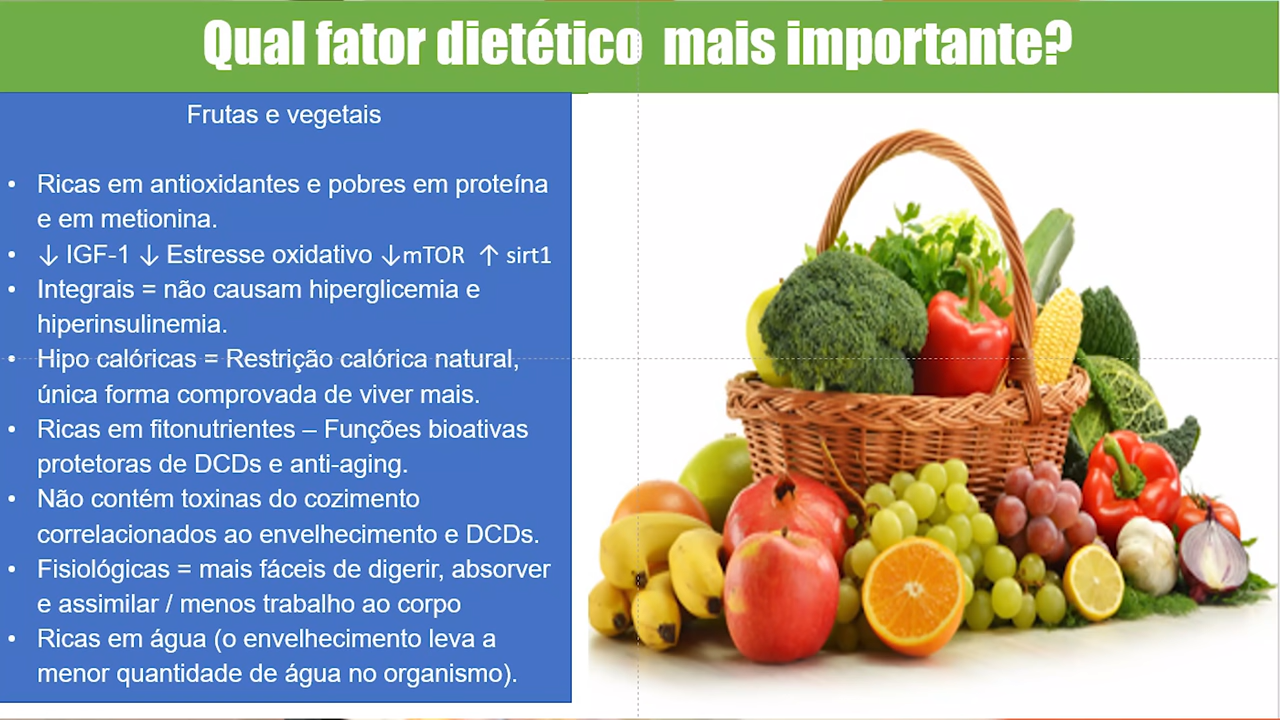 Qual fator dietético mais importante?
Frutas e vegetais
• Ricas em antioxidantes e pobres em proteína
e em metionina.
• ↓ IGF-1 ↓ Estresse oxidativo ↓mTOR ↑ sirt1
• Integrais = não causam hiperglicemia e
hiperinsulinemia.
• Hipo calóricas = Restrição calórica natural,
única forma comprovada de viver mais.
• Ricas em fitonutrientes – Funções bioativas
protetoras de DCDs e anti-aging.
• Não contém toxinas do cozimento
correlacionados ao envelhecimento e DCDs.
• Fisiológicas = mais fáceis de digerir, absorver
e assimilar / menos trabalho ao corpo
• Ricas em água (o envelhecimento leva a
menor quantidade de água no organismo).